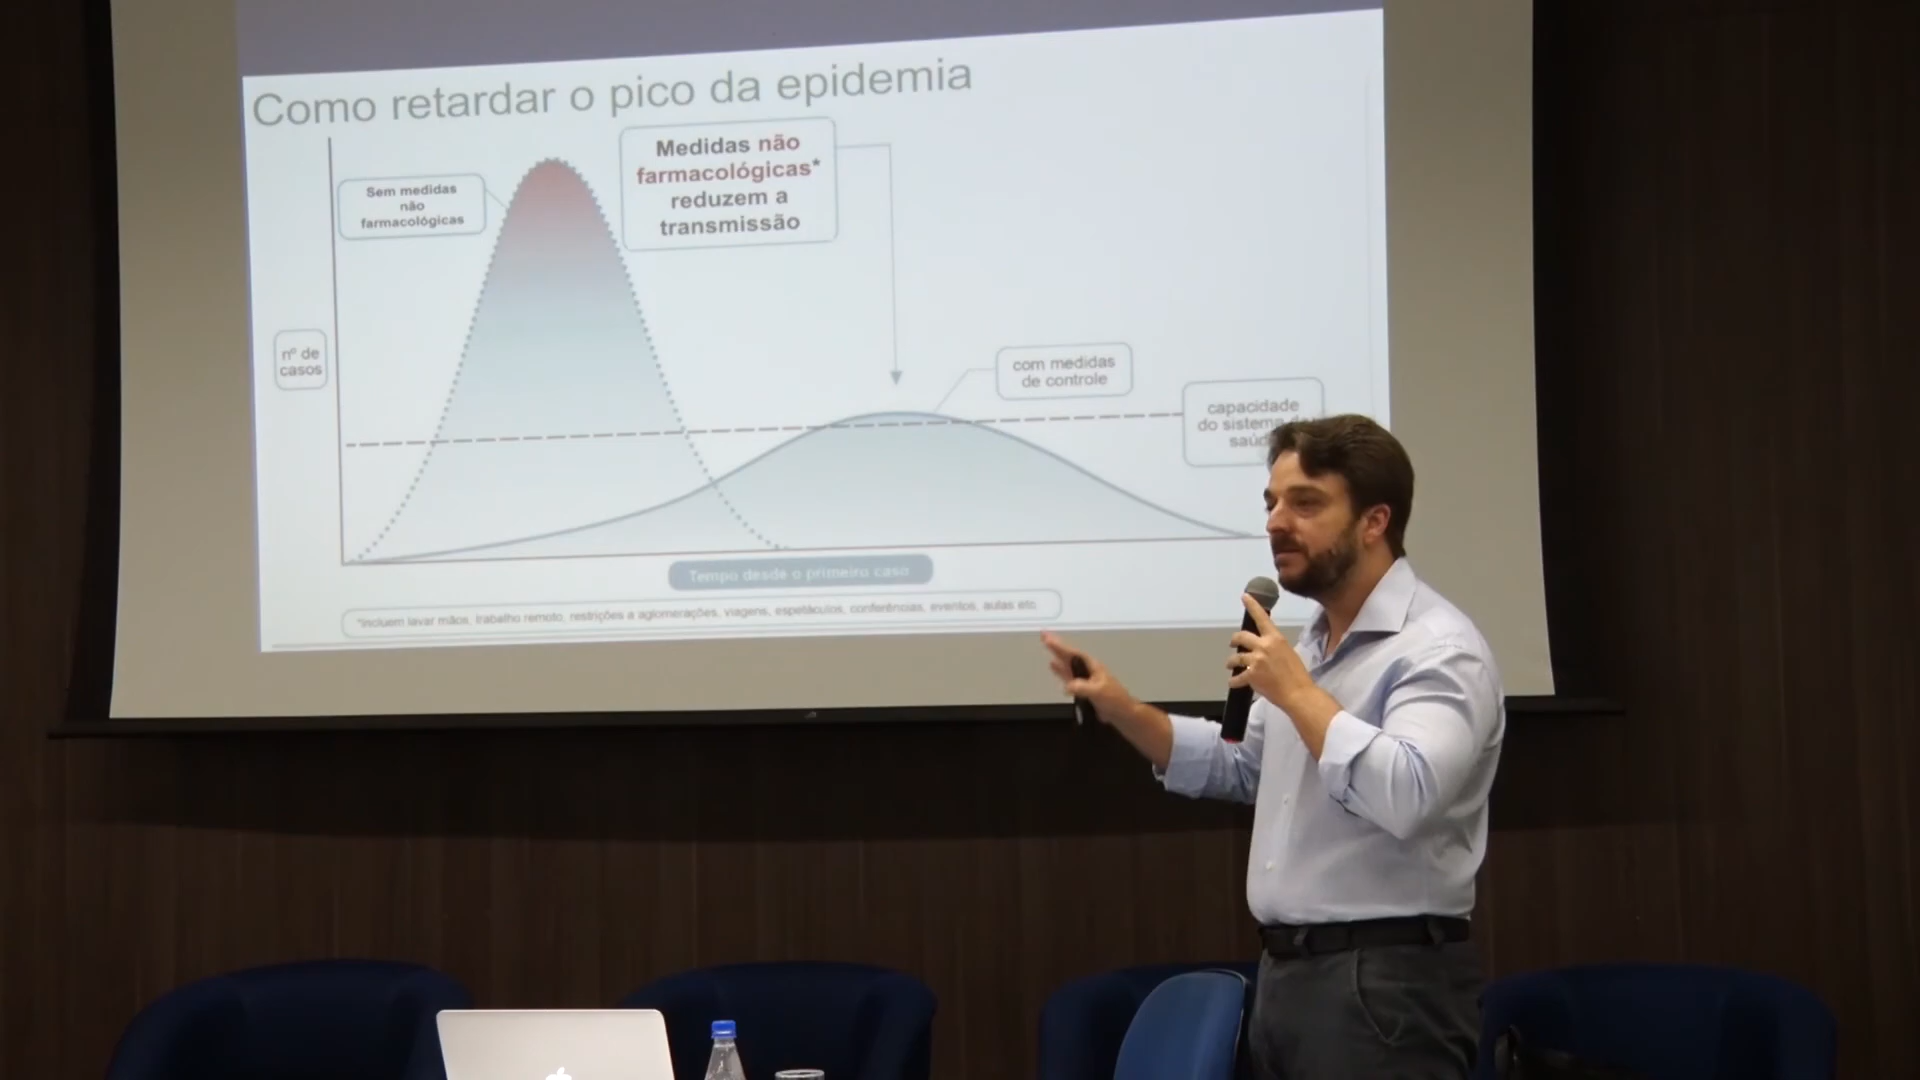 Como retardar o pico da epidemia
Medidas não
farmacológicas*
reduzem a
transmissão
Sem medidas
não
farmacológicas
nº de
casos
com medidas
de controle
capacidade
do sistema de
saúd
Tempo desde o primeiro caso
*incluem lavar mãos, trabalho remoto, restrições a aglomerações, viagens, espetáculos, conferências, eventos, aulas etc.